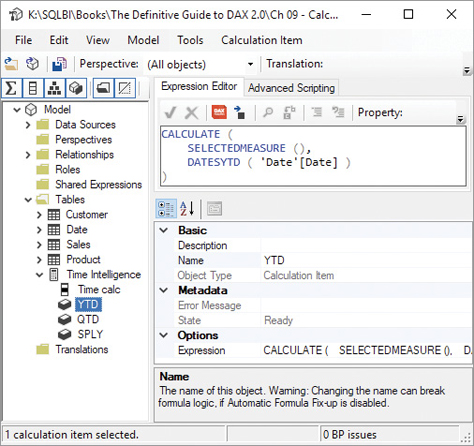 K:\SQLBI\Books\The Definitive Guide to DAX 2.0\Ch 09 - Calc...
File Edit View Model Tools Calculation Item
Perspective: (All objects) Translation:
Expression Editor Advanced Scripting
DAX
Property:
Model
Data Sources
Perspectives
Relationships
Roles
Shared Expressions
Tables
Customer
Date
Sales
Product
Time Intelligence
Time calc
YTD
QTD
SPLY
Translations
CALCULATE (
SELECTEDMEASURE (),
DATESYTD ( 'Date'[Date] )
)
Basic
Description
Name YTD
Object Type Calculation Item
Metadata
Error Message
State Ready
Options
Expression CALCULATE ( SELECTEDMEASURE (), D
Name
The name of this object. Warning: Changing the name can break
formula logic, if Automatic Formula Fix-up is disabled.
1 calculation item selected. 0 BP issues